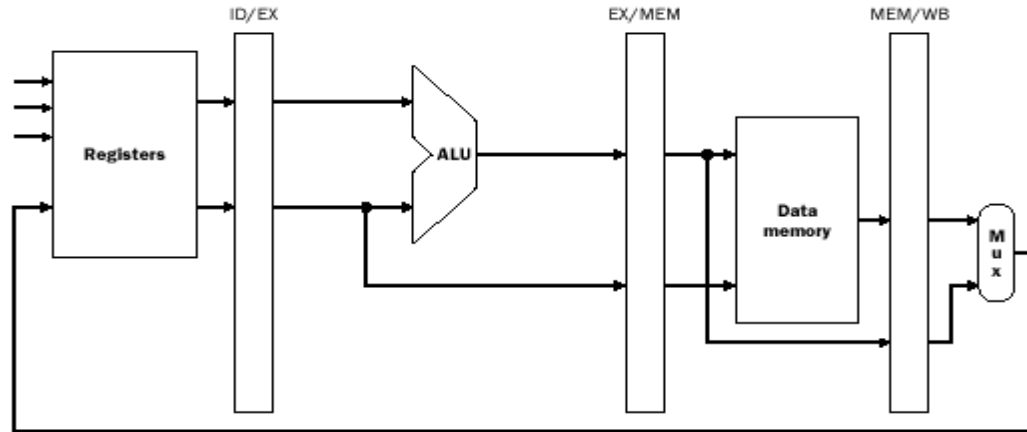 ID/EX
EX/MEM
MEM/WB
Registers
ALU
Data
memory
M
u
x